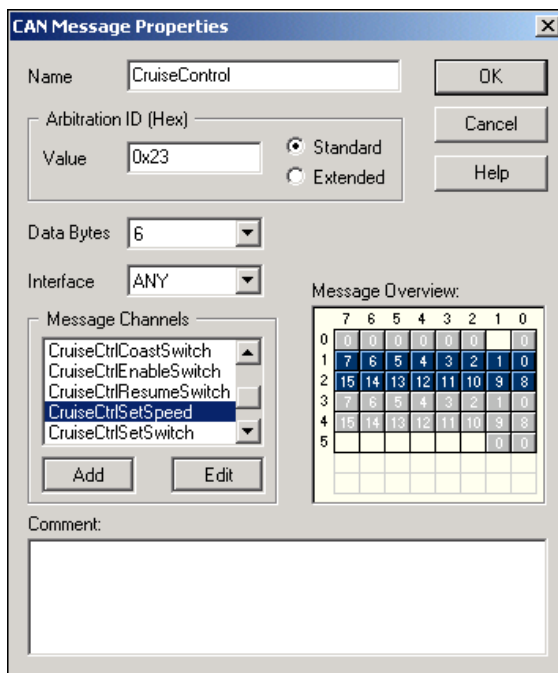 CAN Message Properties
Name CruiseControl OK
Arbitration ID (Hex) Cancel
Value 0x23 Standard
Extended Help
Data Bytes 6
Interface ANY
Message Overview:
Message Channels
7 6 5 4 3 2 1 0
CruiseCtrlCoastSwitch
CruiseCtrlEnableSwitch
CruiseCtrlResumeSwitch
CruiseCtrlSetSpeed
CruiseCtrlSetSwitch
Add Edit
0 0 0 0 0 0 0 0
1 7 6 5 4 3 2 1 0
2 15 14 13 12 11 10 9 8
3 7 6 5 4 3 2 1 0
4 15 14 13 12 11 10 9 8
5 0 0
Comment: